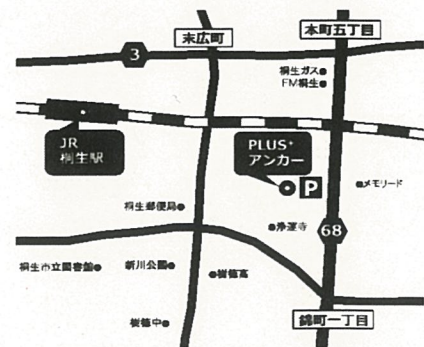 本町五丁目
末広町
3
桐生ガス
FM桐生
JR
桐生駅
PLUS+
アンカー
P
メモリード
桐生郵便局
浄運寺
68
桐生市立図書館
新川公園
樹徳高
錦町一丁目
樹徳中